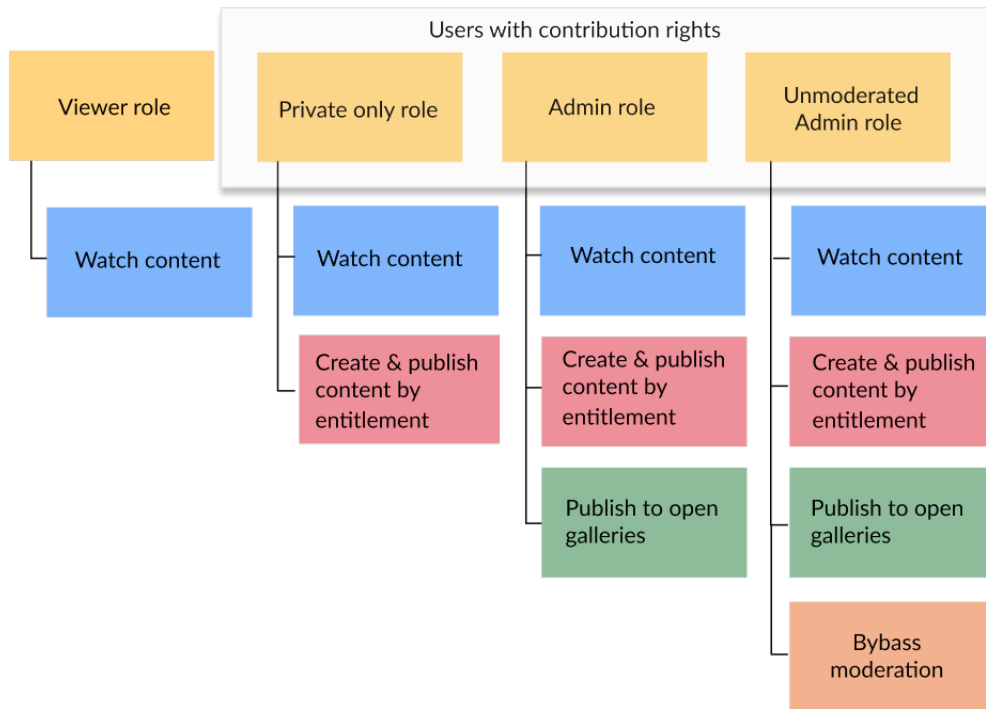 Users with contribution rights
Viewer role
Private only role
Admin role
Unmoderated
Admin role
Watch content
Watch content
Watch content
Watch content
Create & publish
content by
entitlement
Create & publish
content by
entitlement
Create & publish
content by
entitlement
Publish to open
galleries
Publish to open
galleries
Bybass
moderation